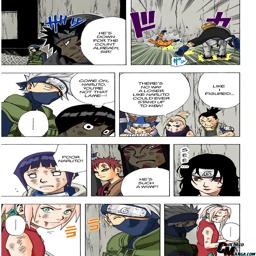 HE'S
DOWN
FOR THE
COUNT
ALREADY,
SIR!
COME ON,
NARUTO,
YOU'RE
NOT THAT
LAME--
THERE'S
NO WAY
A LOSER
LIKE
NARUTO
COULD EVER
STAND UP
TO KIBA!
LIKE
I
FIGURED...
POOR
NARUTO!
HE'S
SUCH
A WIMP!